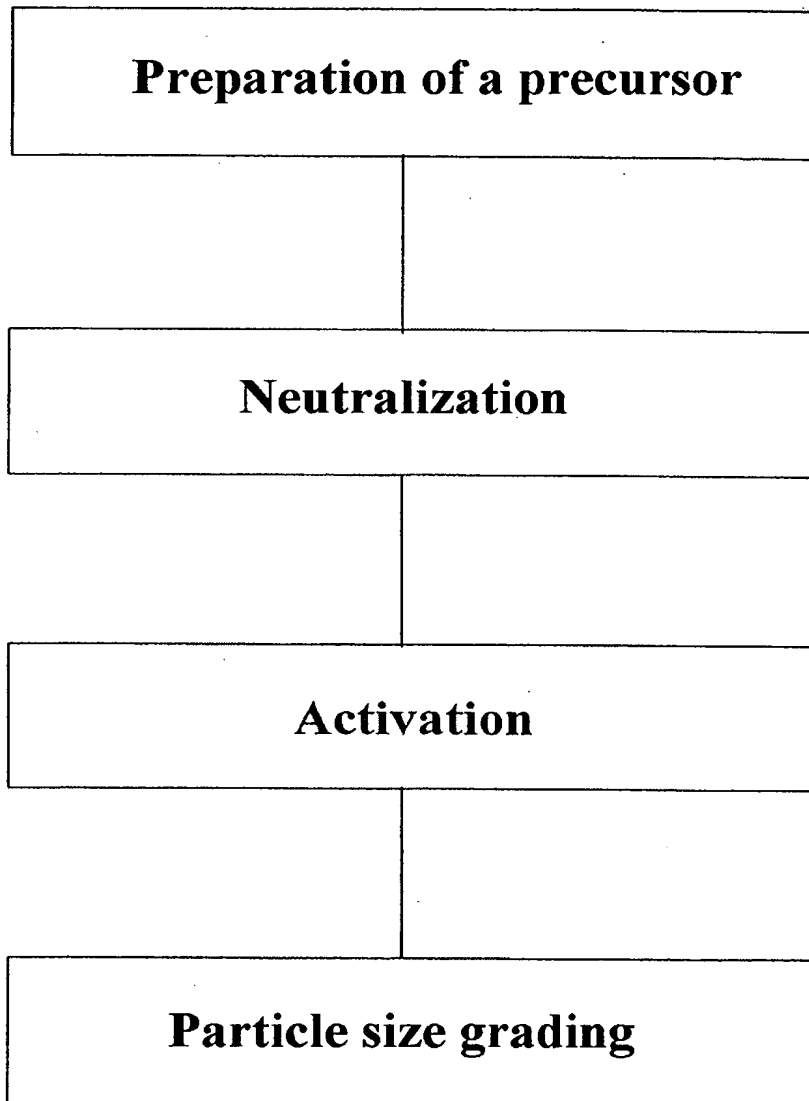 Preparation of a precursor
Neutralization
Activation
Particle size grading